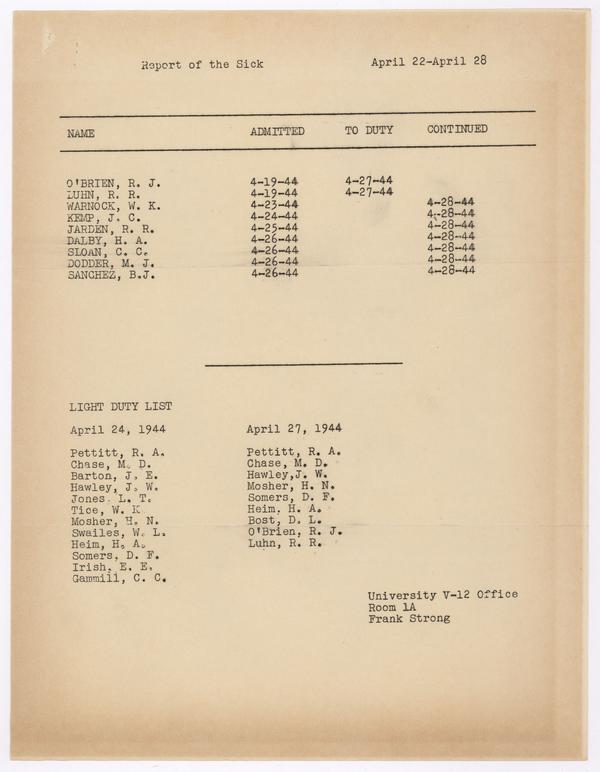 Report of the Sick April 22-April 28
NAME ADMITTED TO DUTY CONTINUED
O'BRIEN, R. J. 4-19-44 4-27-44
LUHN, R. R. 4-19-44 4-27-44
WARNOCK, W. K. 4-23-44 4-28-44
KEMP, J. C. 4-24-44 4-28-44
JARDEN, R. R. 4-25-44 4-28-44
DALBY, H. A. 4-26-44 4-28-44
SLOAN, C. C. 4-26-44 4-28-44
DODDER, M. J. 4-26-44 4-28-44
SANCHEZ, B.J. 4-26-44 4-28-44
LIGHT DUTY LIST
April 24, 1944 April 27, 1944
Pettitt, R. A. Pettitt, R. A.
Chase, M. D. Chase, M. D.
Barton, J. E. Hawley,J. W.
Hawley, J. W. Mosher, H. N.
Jones. L. T. Somers, D. F.
Tice, W. K Heim, H. A.
Mosher, H. N. Bost, D. L.
Swailes, W. L. O'Brien, R. J.
Heim, H. A. Luhn, R. R.
Somers, D. F.
Irish, E. E.
Gammill, C. C.
University V-12 Office
Room 1A
Frank Strong